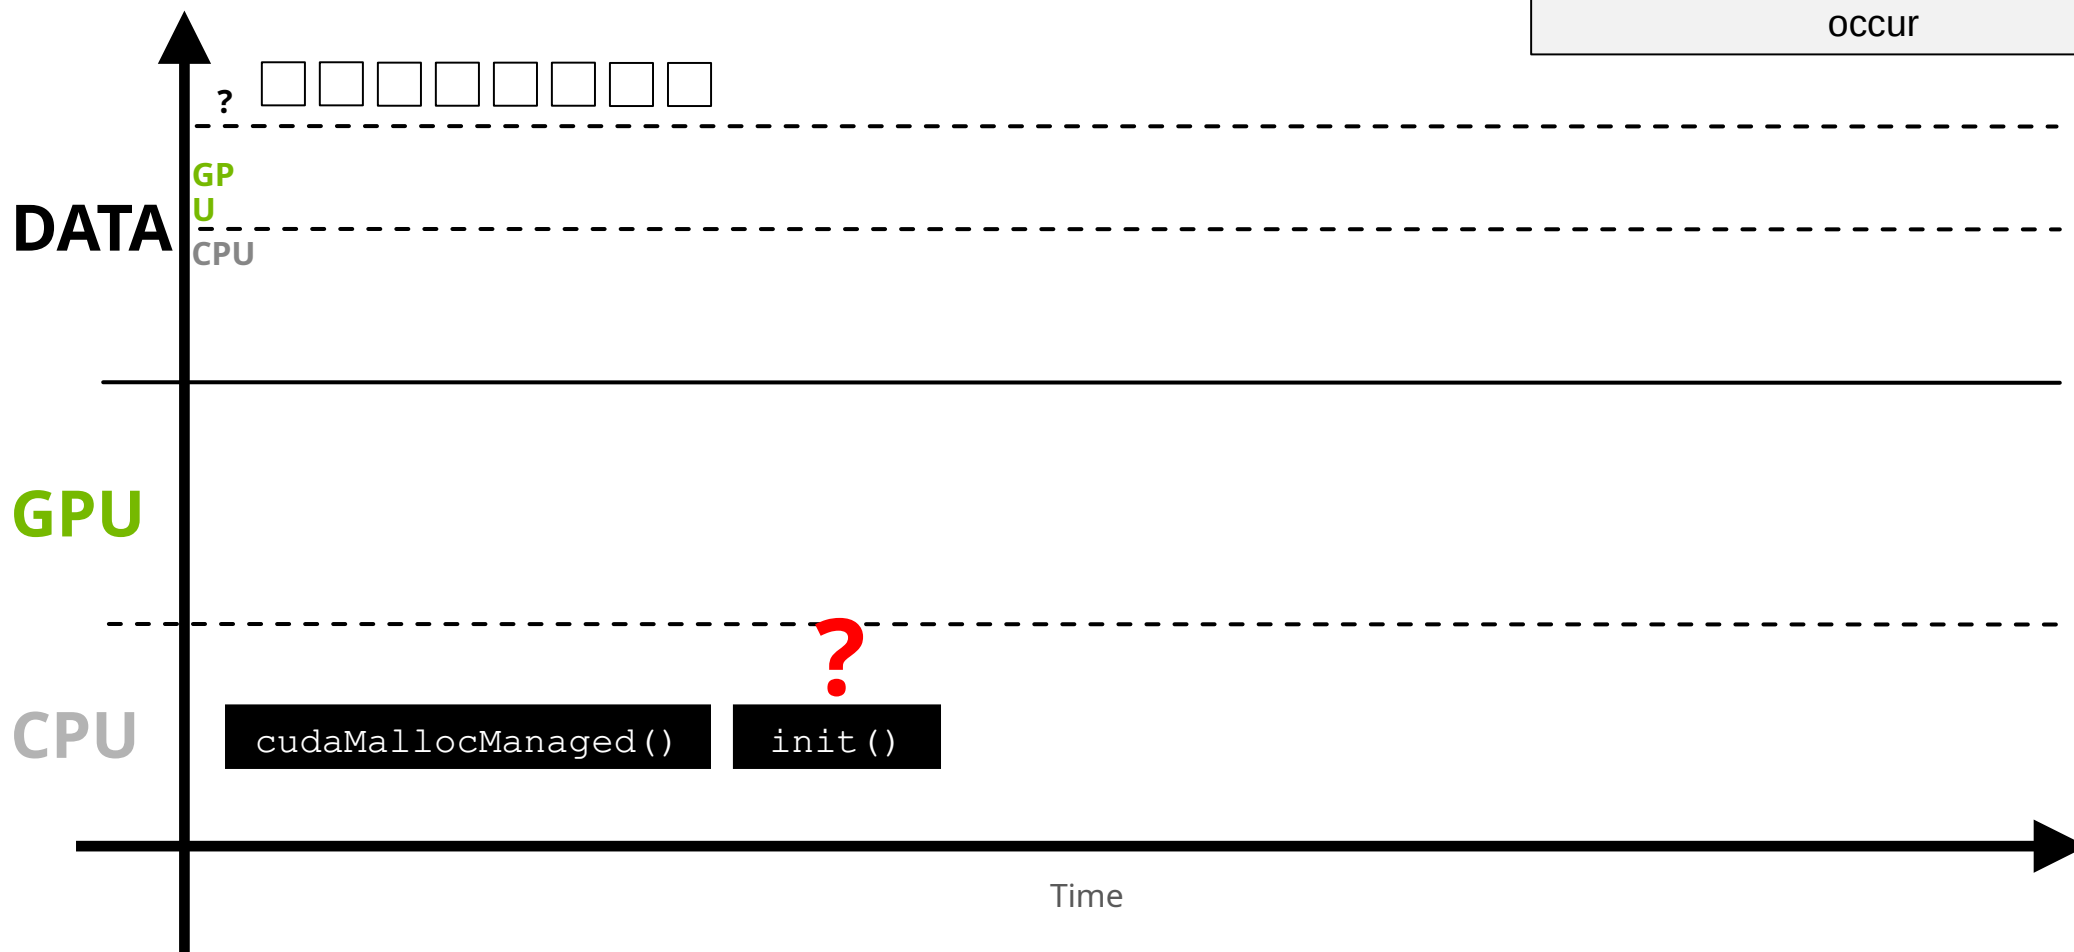 occur
?
GP
U
DATA
CPU
GPU
?
CPU
cudaMallocManaged()
init()
Time